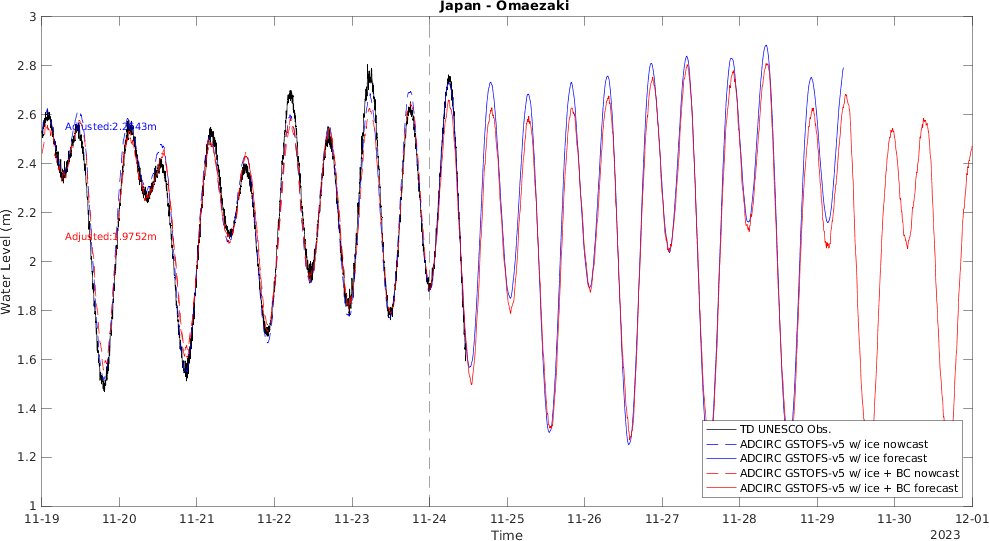 Japan - Omaezaki
3
2.8
2.6
2.4
2.2
2
1.8
1.6
1.4
1.2
1
Water Level (m)
Adjusted:1.9752m
TD UNESCO Obs.
ADCIRC GSTOFS-v5 w/ ice nowcast
ADCIRC GSTOFS-v5 w/ ice forecast
ADCIRC GSTOFS-v5 w/ ice + BC nowcast
ADCIRC GSTOFS-v5 w/ ice + BC forecast
11-19 11-20 11-21 11-22 11-23 11-24 11-25 11-26 11-27 11-28 11-29 11-30 12-01
Time
2023